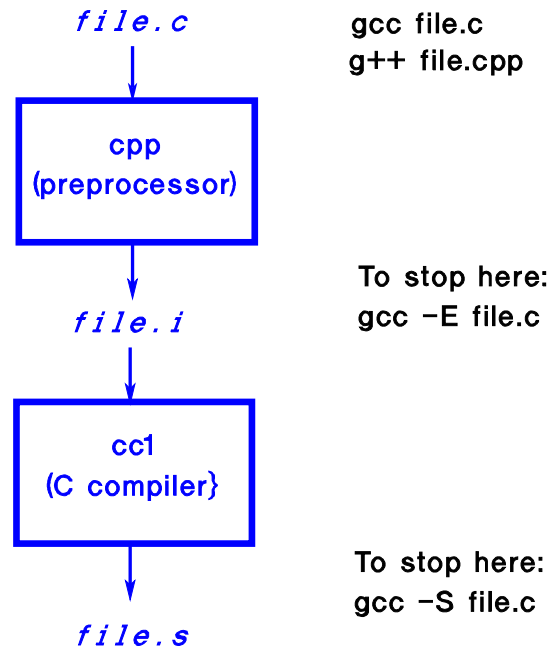 file.c
gcc file.c
g++ file.cpp
cpp
(preprocessor)
To stop here:
file.i
gcc -E file.c
cc1
(C compiler}
To stop here:
gcc -S file.c
file.s